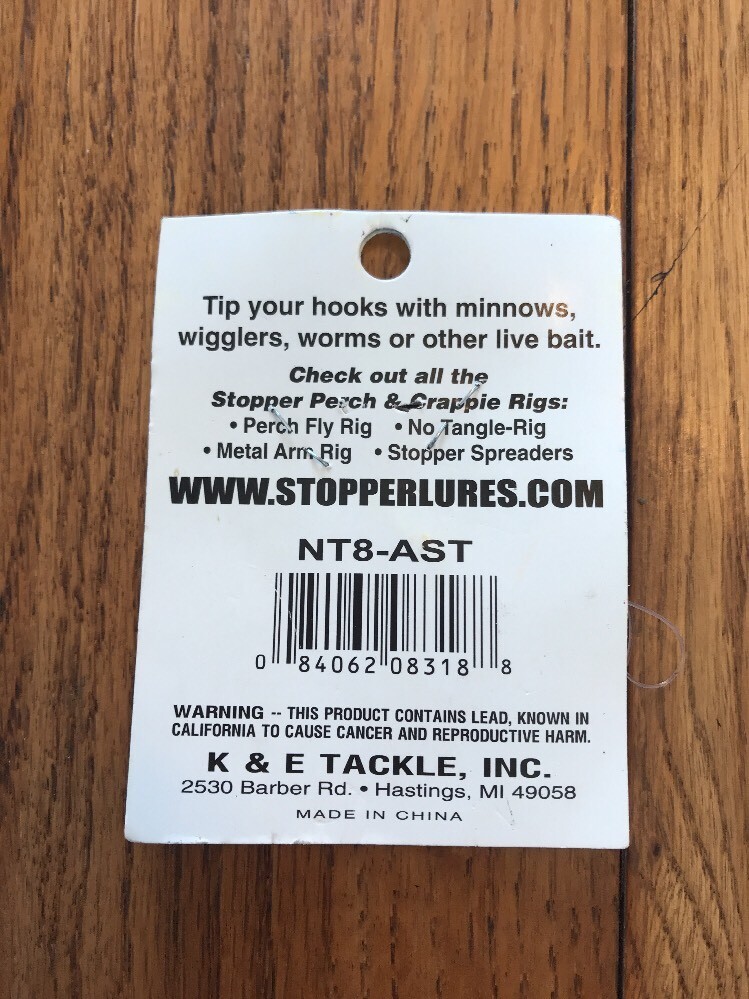 Tip your hooks with minnows,
wigglers, worms or other live bait.
Check out all the
Stopper Perch & Crappie Rigs:
• Perch Fly Rig • No Tangle-Rig
• Metal Arm Rig • Stopper Spreaders
WWW.STOPPERLURES.COM
NT8-AST
0 84062 08318 8
WARNING -- THIS PRODUCT CONTAINS LEAD, KNOWN IN
CALIFORNIA TO CAUSE CANCER AND REPRODUCTIVE HARM.
K & E TACKLE, INC.
2530 Barber Rd. • Hastings, MI 49058
MADE IN CHINA